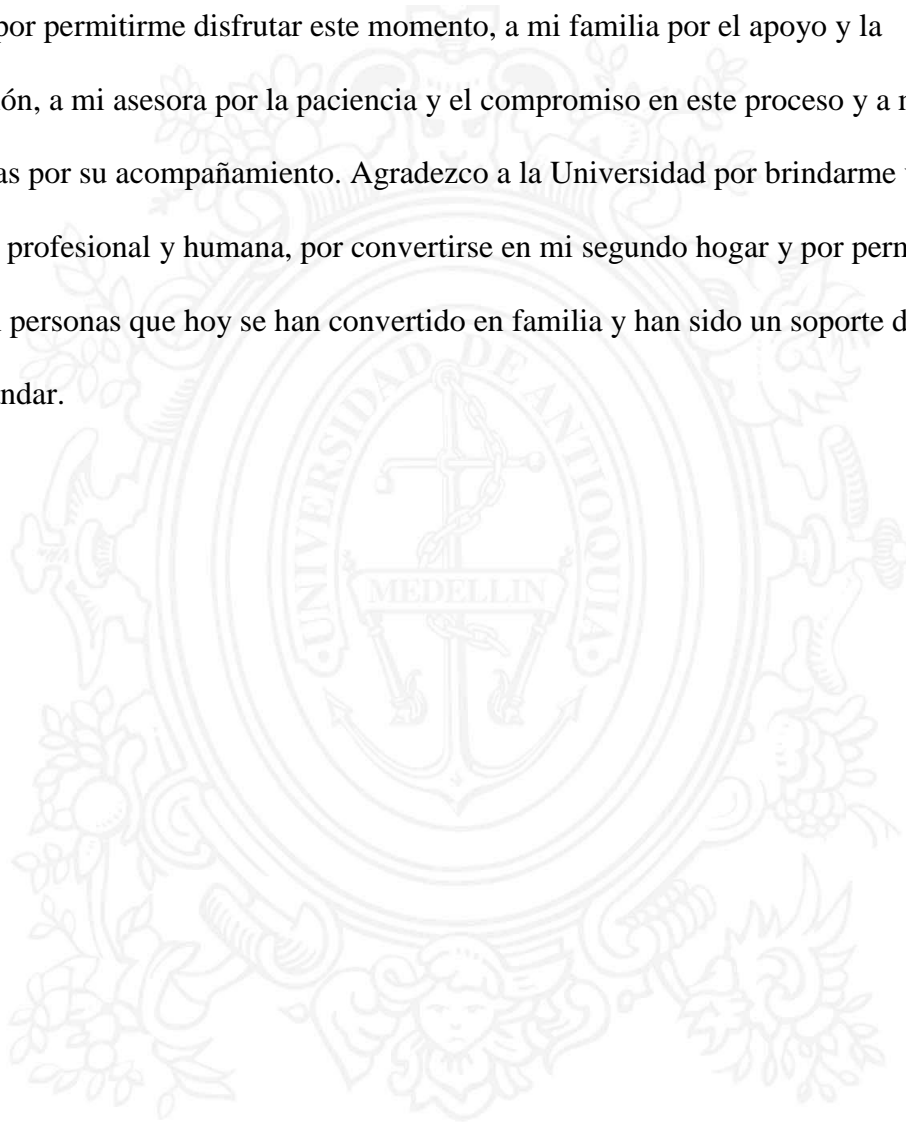 por permitirme disfrutar este momento, a mi familia por el apoyo y la
ón, a mi asesora por la paciencia y el compromiso en este proceso y a
as por su acompañamiento. Agradezco a la Universidad por brindarme
profesional y humana, por convertirse en mi segundo hogar y por perm
personas que hoy se han convertido en familia y han sido un soporte d
ndar.
UNIVERSIDAD DE ANTIOQUIA
MEDELLIN